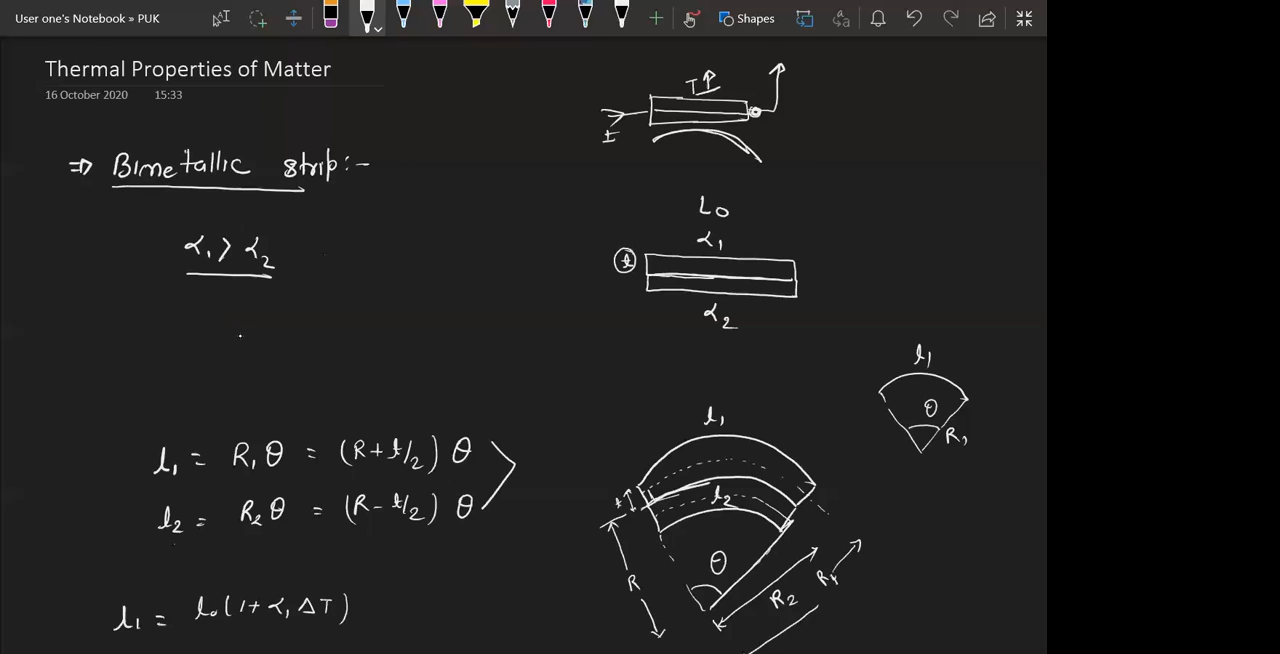 User one's Notebook » PUK
Shapes
Thermal Properties of Matter
16 October 2020 15:33
⇒ Bimetallic strip:-
α₁ > α₂
T↑
I
L₀
α₁
t
α₂
l₁
θ
R₁
l₁ = R₁θ = (R + t/2) θ
l₂ = R₂θ = (R - t/2) θ
l₁ = l₀(1 + α₁ ΔT)
l₁
t
l₂
R
θ
R₂
R₁